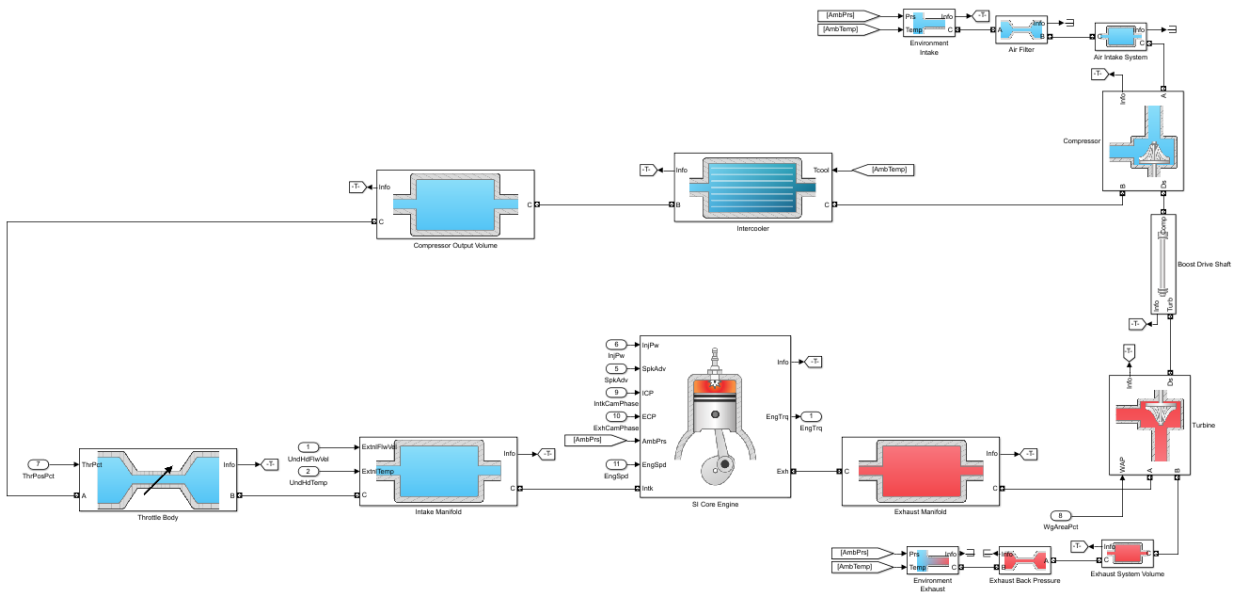 [AmbPrs]
[AmbTemp]
Prs
Temp
Info
C
-T-
Environment
Intake
A
Info
B
Air Filter
C
Info
C
Air Intake System
-T-
Info
A
Compressor
B
Ds
-T-
Info
C
C
Compressor Output Volume
-T-
Info
Tcool
[AmbTemp]
B
C
Intercooler
Comp
Boost Drive Shaft
Info
Turb
-T-
-T-
Info
Ds
Turbine
WAP
A
B
8
WgAreaPct
7
ThrPosPct
ThrPct
Info
-T-
A
B
Throttle Body
1
UndHdFlwVel
2
UndHdTemp
ExtnlFlwVel
ExtnlTemp
Info
-T-
C
C
Intake Manifold
6
InjPw
5
SpkAdv
9
IntkCamPhase
10
ExhCamPhase
[AmbPrs]
11
EngSpd
InjPw
SpkAdv
ICP
ECP
AmbPrs
EngSpd
Intk
Info
-T-
EngTrq
1
EngTrq
Exh
SI Core Engine
C
Info
-T-
C
Exhaust Manifold
[AmbPrs]
[AmbTemp]
Prs
Temp
Info
C
Environment
Exhaust
Info
B
A
Exhaust Back Pressure
-T-
Info
C
C
Exhaust System Volume